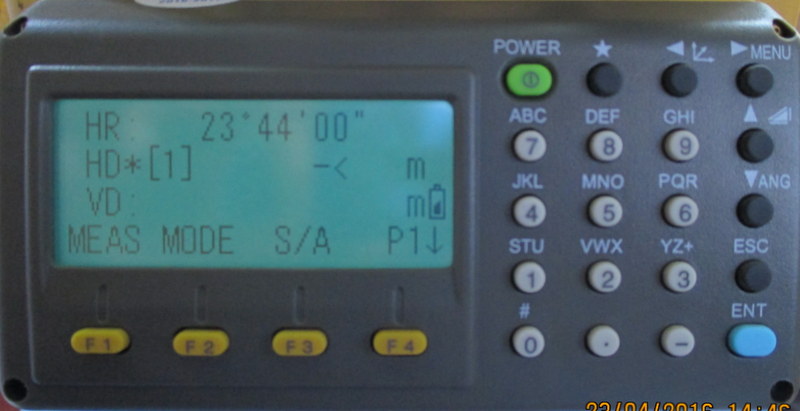 HR: 23°44'00"
HD*[1] -< m
VD: m
MEAS MODE S/A P1↓
F1 F2 F3 F4
POWER ★ ◀ ▶MENU
ABC DEF GHI ▲
7 8 9
JKL MNO PQR ▼ANG
4 5 6
STU VWX YZ+ ESC
1 2 3
# ENT
0 . -